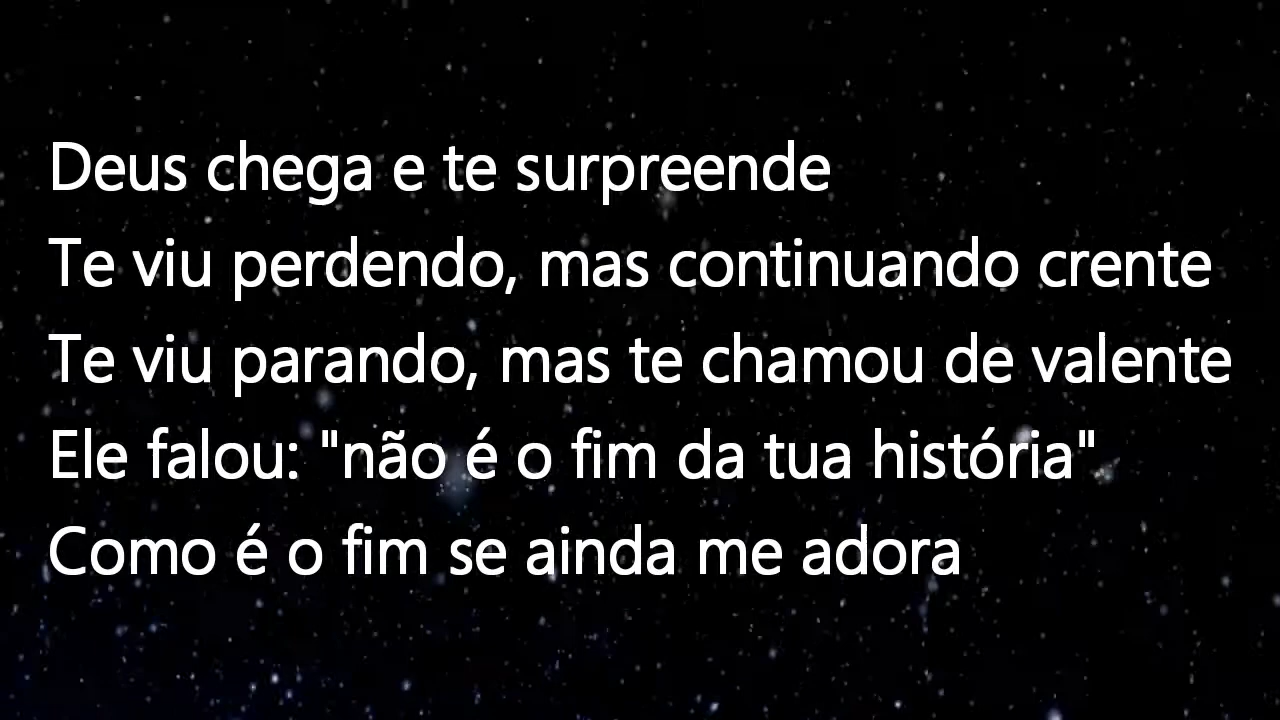 Deus chega e te surpreende
Te viu perdendo, mas continuando crente
Te viu parando, mas te chamou de valente
Ele falou: "não é o fim da tua história"
Como é o fim se ainda me adora